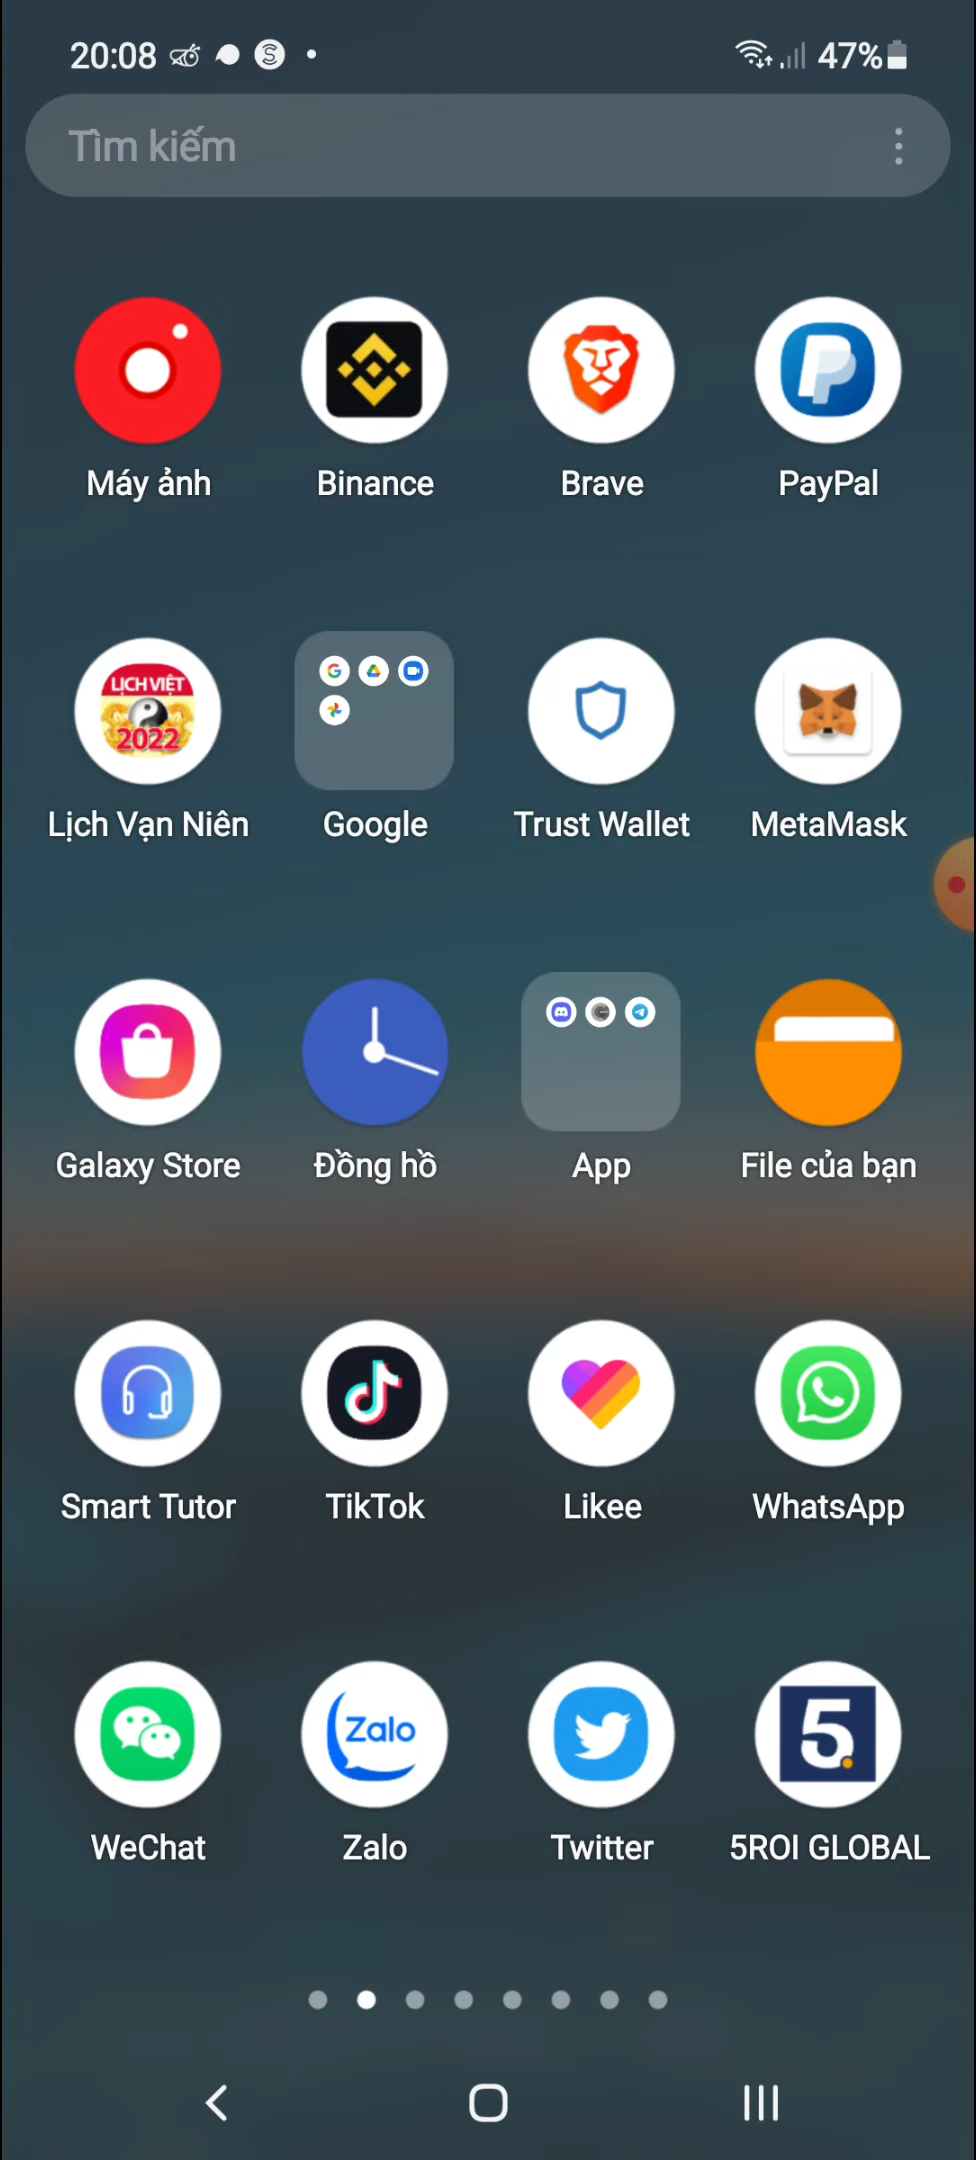 20:08
47%
Tìm kiếm
Máy ảnh
Binance
Brave
PayPal
LỊCH VIỆT
2022
Lịch Vạn Niên
Google
Trust Wallet
MetaMask
Galaxy Store
Đồng hồ
App
File của bạn
Smart Tutor
TikTok
Likee
WhatsApp
Zalo
5
WeChat
Zalo
Twitter
5ROI GLOBAL